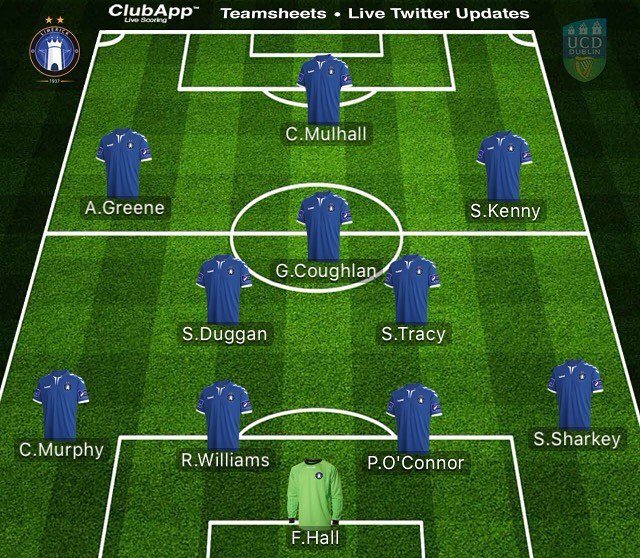 ClubApp™ Teamsheets • Live Twitter Updates
Live Scoring
LIMERICK
1937
UCD
DUBLIN
C.Mulhall
A.Greene
S.Kenny
G.Coughlan
S.Duggan
S.Tracy
C.Murphy
S.Sharkey
R.Williams
P.O'Connor
F.Hall